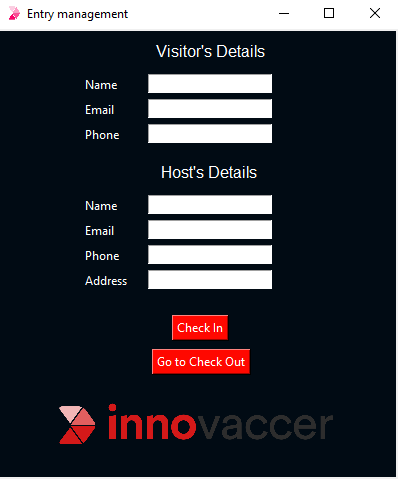 Entry management
Visitor's Details
Name
Email
Phone
Host's Details
Name
Email
Phone
Address
Check In
Go to Check Out
innovaccer